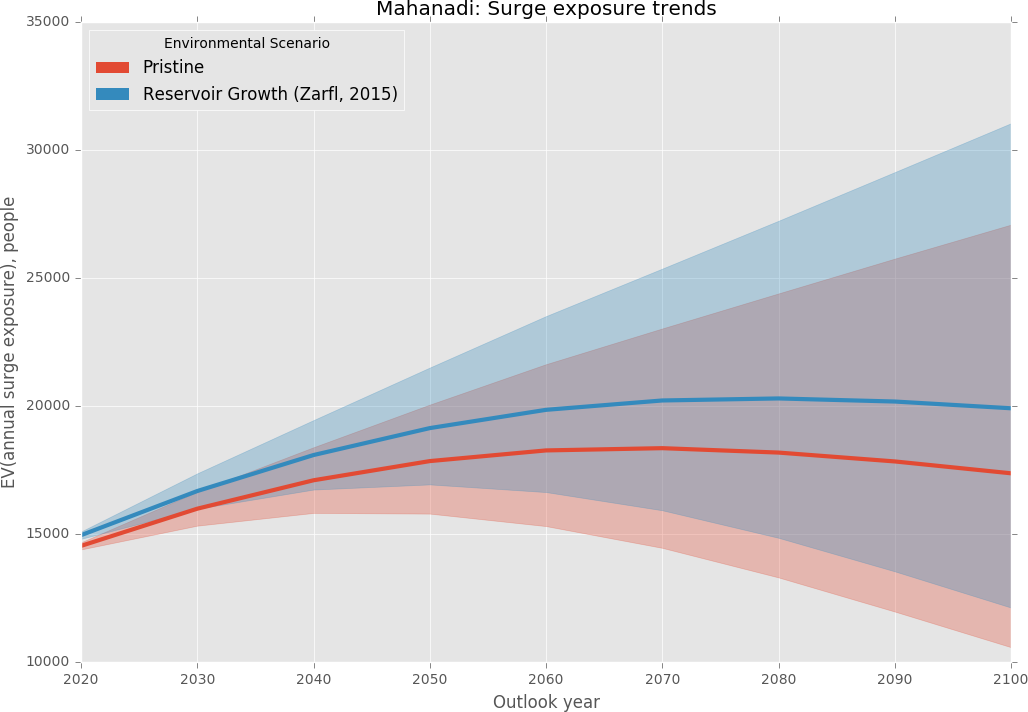 Mahanadi: Surge exposure trends
35000
30000
25000
20000
15000
10000
EV(annual surge exposure), people
Environmental Scenario
Pristine
Reservoir Growth (Zarfl, 2015)
2020 2030 2040 2050 2060 2070 2080 2090 2100
Outlook year